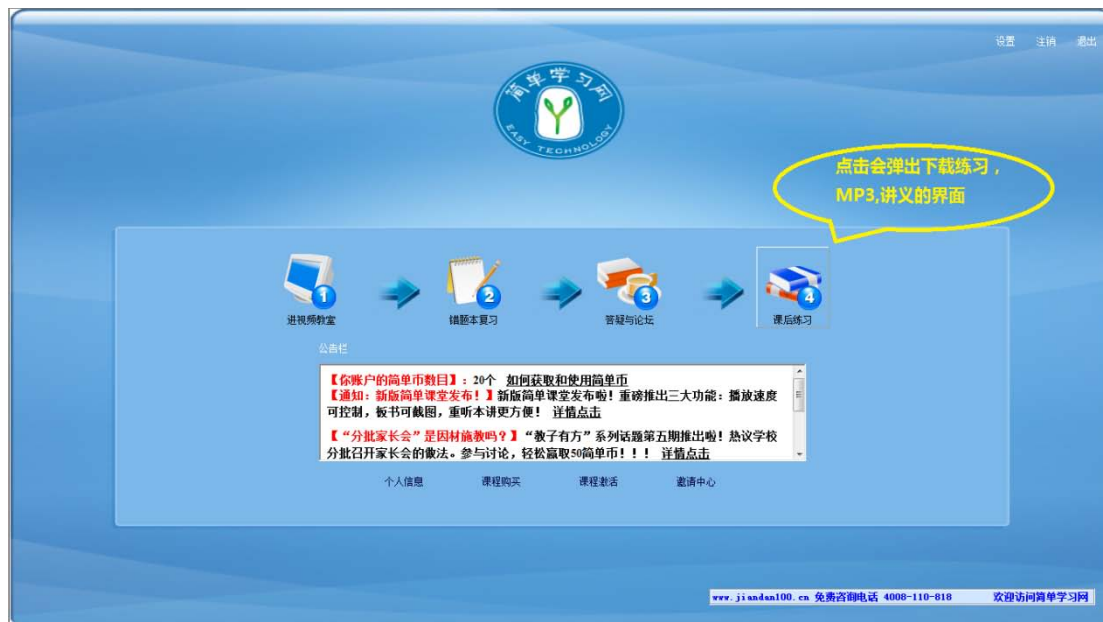 设置 注销 退出
简单学习网
EASY TECHNOLOGY
点击会弹出下载练习，
MP3,讲义的界面
1 2 3 4
进视频教室 错题本复习 答疑与论坛 课后练习
公告栏
【你账户的简单币数目】：20个 如何获取和使用简单币
【通知：新版简单课堂发布！】新版简单课堂发布啦！重磅推出三大功能：播放速度
可控制，板书可截图，重听本讲更方便！ 详情点击
【“分批家长会”是因材施教吗？】“教子有方”系列话题第五期推出啦！热议学校
分批召开家长会的做法。参与讨论，轻松赢取50简单币！！！ 详情点击
个人信息 课程购买 课程激活 邀请中心
www.jiandan100.cn 免费咨询电话 4008-110-818 欢迎访问简单学习网